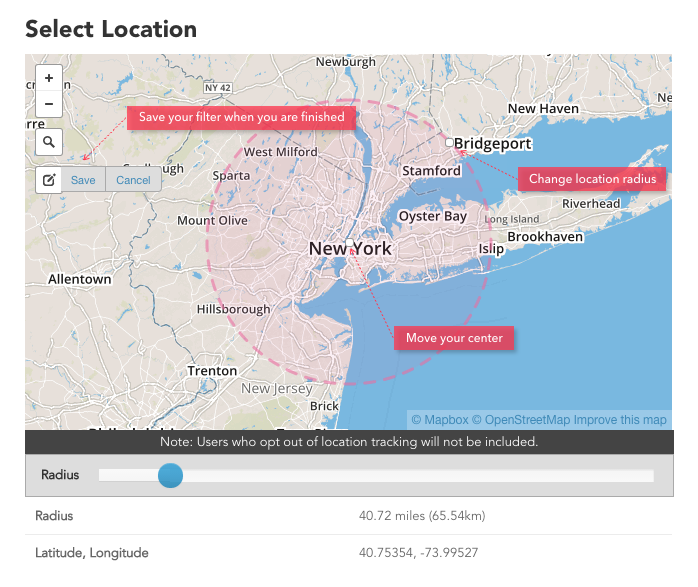 Select Location
Newburgh
+
NY 42
−
New Haven
Save your filter when you are finished
West Milford
Bridgeport
Sparta
Stamford
Change location radius
Save
Cancel
Riverhead
Mount Olive
Oyster Bay
Long Island
Brookhaven
New York
Islip
Allentown
Hillsborough
Move your center
Trenton
New Jersey
Brick
© Mapbox © OpenStreetMap Improve this map
Note: Users who opt out of location tracking will not be included.
Radius
Radius 40.72 miles (65.54km)
Latitude, Longitude 40.75354, -73.99527